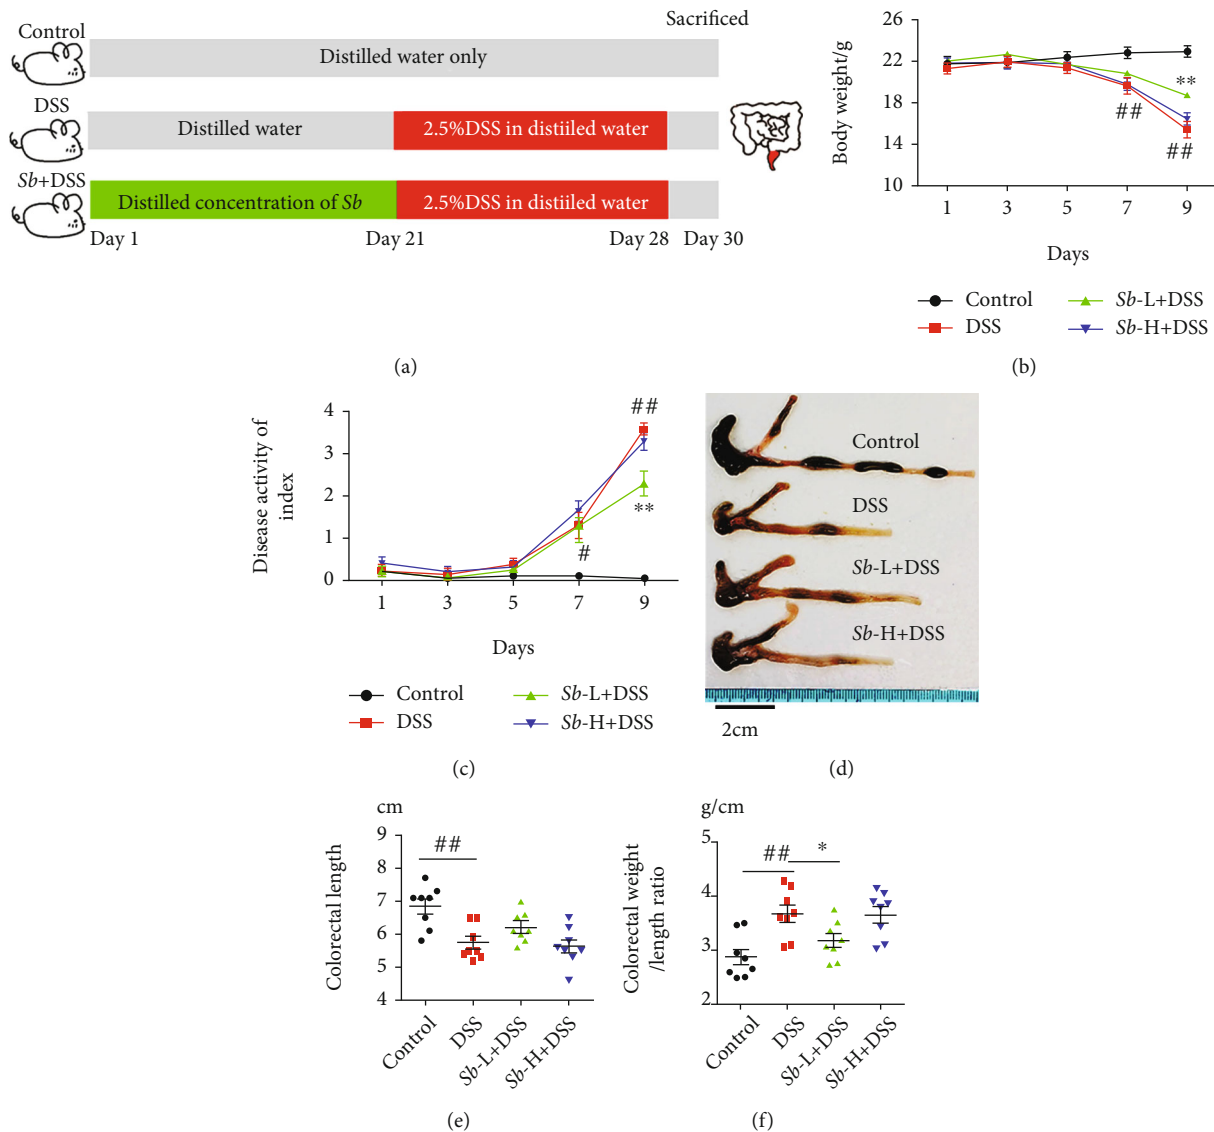 Sacrificed
Control
Distilled water only
DSS
Distilled water
2.5%DSS in distiiled water
Sb+DSS
Distilled concentration of Sb
2.5%DSS in distiiled water
Day 1
Day 21
Day 28
Day 30
(a)
Body weight/g
26
22
18
14
10
**
##
##
1 3 5 7 9
Days
Control
Sb-L+DSS
DSS
Sb-H+DSS
(b)
Disease activity of
index
4
3
2
1
0
##
**
#
1 3 5 7 9
Days
Control
Sb-L+DSS
DSS
Sb-H+DSS
(c)
Control
DSS
Sb-L+DSS
Sb-H+DSS
2cm
(d)
cm
Colorectal length
9
8
7
6
5
4
##
Control
DSS
Sb-L+DSS
Sb-H+DSS
(e)
g/cm
Colorectal weight
/length ratio
5
4
3
2
##
*
Control
DSS
Sb-L+DSS
Sb-H+DSS
(f)